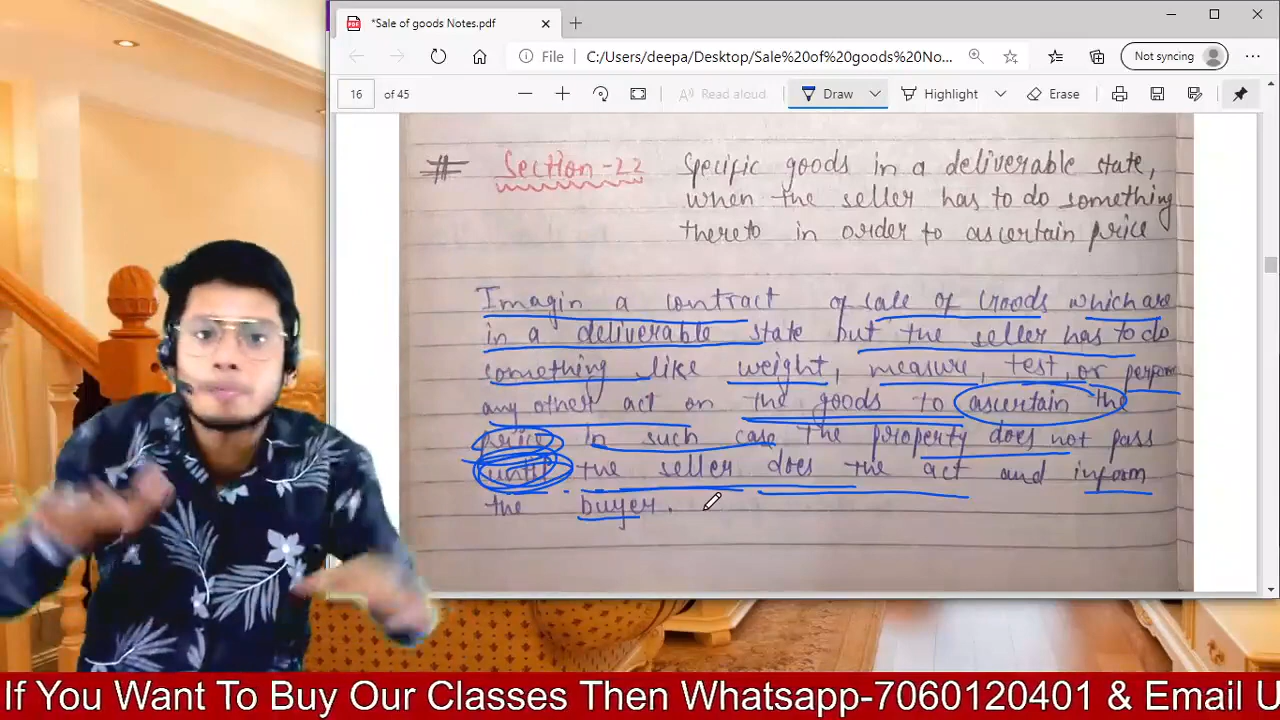 *Sale of goods Notes.pdf
File
C:/Users/deepa/Desktop/Sale%20of%20goods%20No...
Not syncing
16 of 45
Read aloud
Draw
Highlight
Erase
# Section-22 Specific goods in a deliverable state,
when the seller has to do something
thereto in order to ascertain price
Imagin a contract of sale of Goods which are
in a deliverable state but the seller has to do
something like weight, measure, test, or perform
any other act on the goods to ascertain the
price in such case the property does not pass
until the seller does the act and inform
the buyer.
If You Want To Buy Our Classes Then Whatsapp-7060120401 & Email U